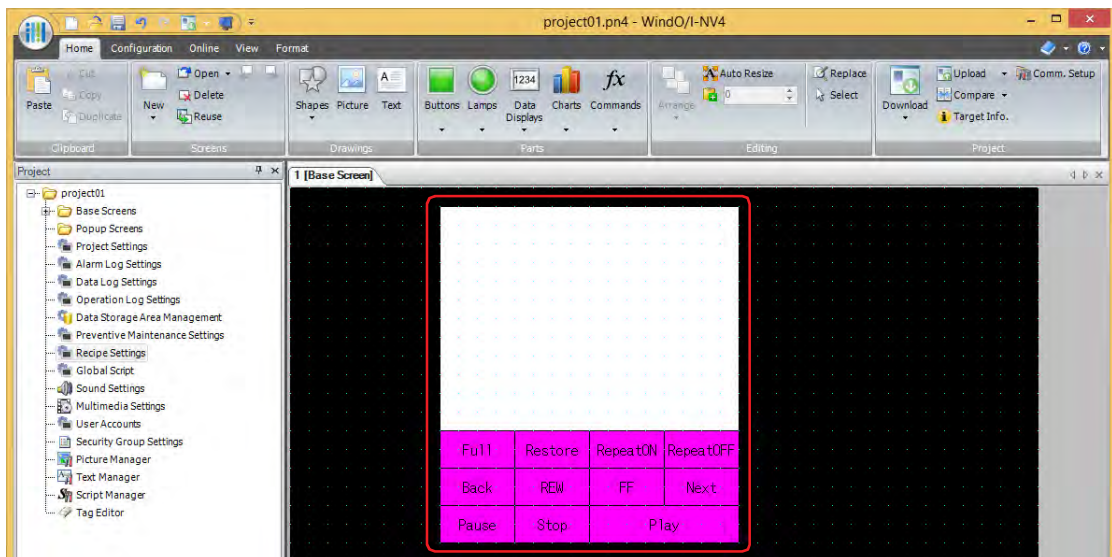 project01.pn4 - WindO/I-NV4
Home Configuration Online View Format
Cut Open Auto Resize Replace Upload Comm. Setup
Copy Delete 0 Select Compare
Paste Duplicate New Reuse Shapes Picture Text Buttons Lamps Data Displays Charts Commands Arrange Download Target Info.
1234
A
fx
Clipboard Screens Drawings Parts Editing Project
Project
1 [Base Screen]
project01
Base Screens
Popup Screens
Project Settings
Alarm Log Settings
Data Log Settings
Operation Log Settings
Data Storage Area Management
Preventive Maintenance Settings
Recipe Settings
Global Script
Sound Settings
Multimedia Settings
User Accounts
Security Group Settings
Picture Manager
Text Manager
Script Manager
Tag Editor
Full Restore RepeatON RepeatOFF
Back REW FF Next
Pause Stop Play